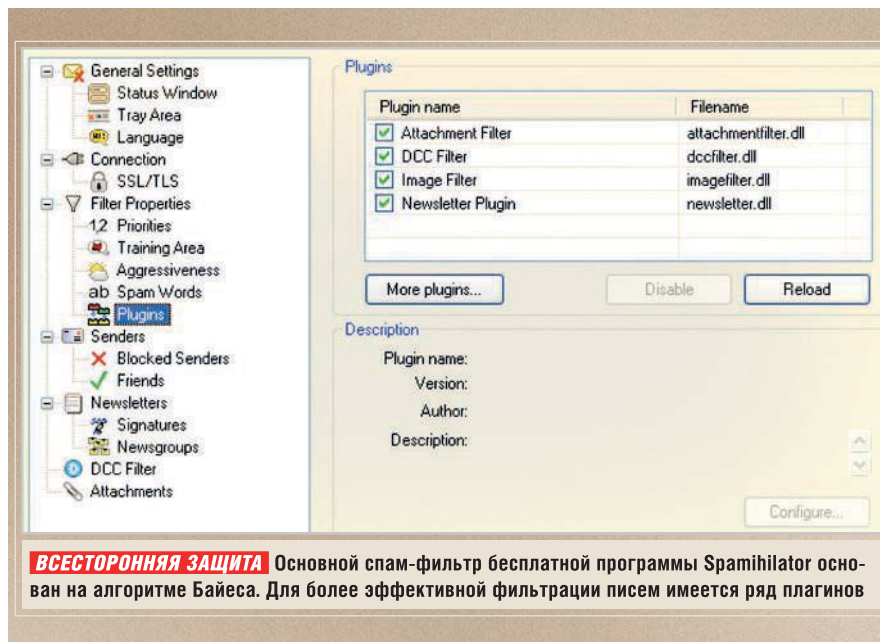 General Settings
Status Window
Tray Area
Language
Connection
SSL/TLS
Filter Properties
1,2 Priorities
Training Area
Aggressiveness
ab Spam Words
Plugins
Senders
Blocked Senders
Friends
Newsletters
Signatures
Newsgroups
DCC Filter
Attachments
Plugins
Plugin name Filename
Attachment Filter attachmentfilter.dll
DCC Filter dccfilter.dll
Image Filter imagefilter.dll
Newsletter Plugin newsletter.dll
More plugins... Disable Reload
Description
Plugin name:
Version:
Author:
Description:
Configure...
ВСЕСТОРОННЯЯ ЗАЩИТА Основной спам-фильтр бесплатной программы Spamihilator осно-
ван на алгоритме Байеса. Для более эффективной фильтрации писем имеется ряд плагинов